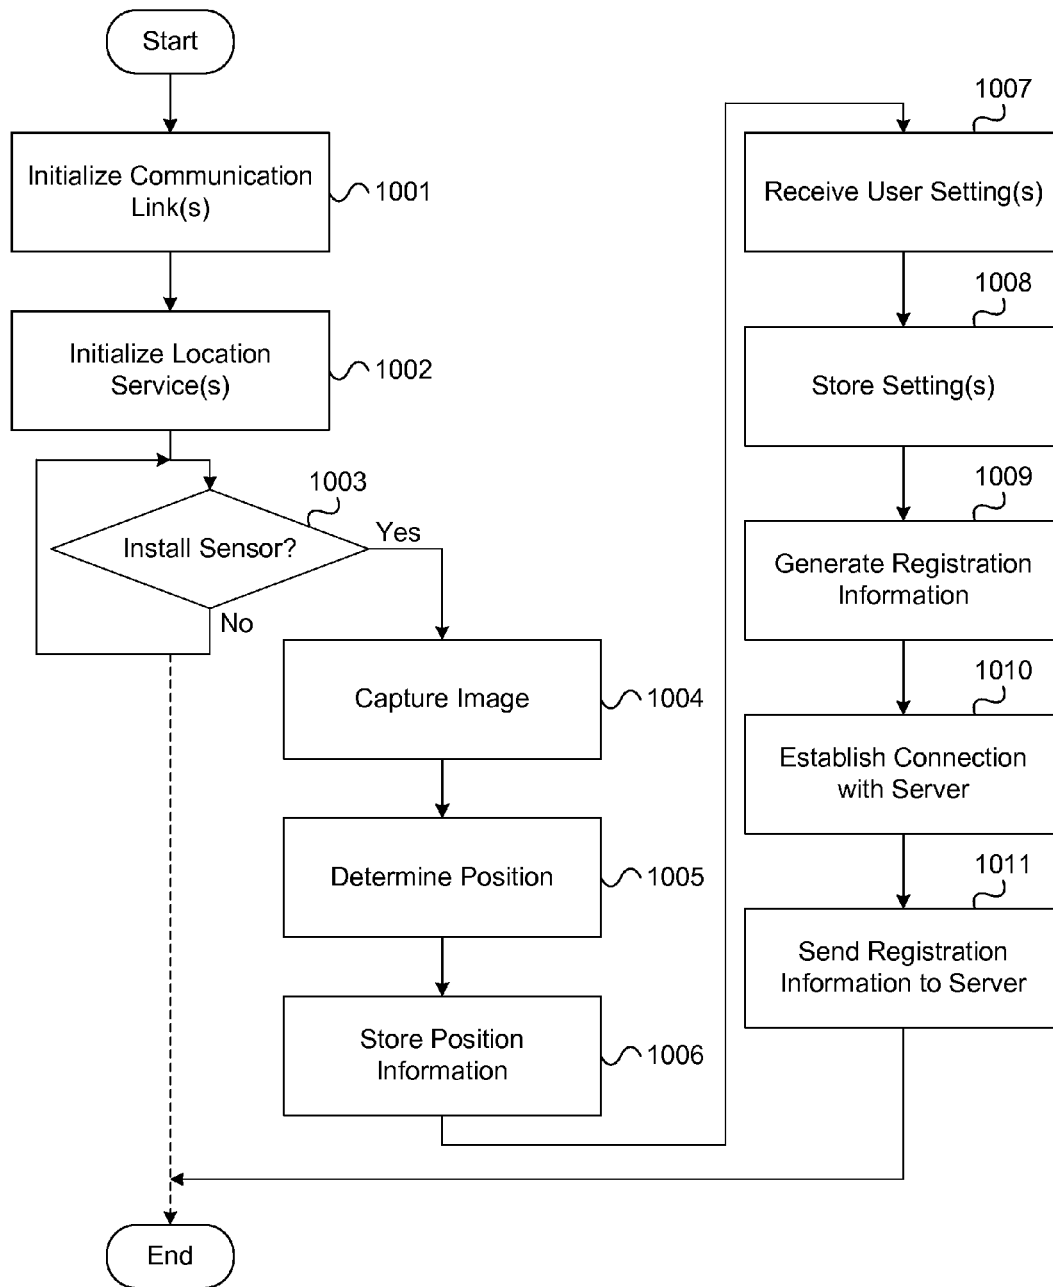 Start
Initialize Communication
Link(s)
1001
Initialize Location
Service(s)
1002
1003
Install Sensor?
Yes
No
Capture Image
1004
Determine Position
1005
Store Position
Information
1006
1007
Receive User Setting(s)
1008
Store Setting(s)
1009
Generate Registration
Information
1010
Establish Connection
with Server
1011
Send Registration
Information to Server
End